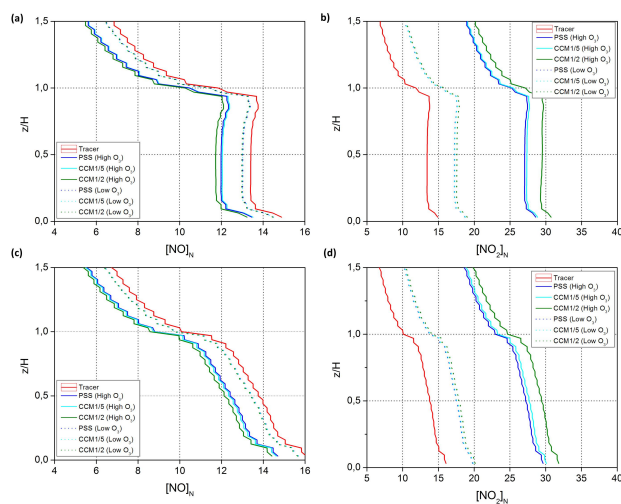 (a)
1,5
1,0
0,5
0,0
z/H
4 6 8 10 12 14 16
[NO]N
Tracer
PSS (High O3)
CCM1/5 (High O3)
CCM1/2 (High O3)
PSS (Low O3)
CCM1/5 (Low O3)
CCM1/2 (Low O3)
b)
1,5
1,0
0,5
0,0
z/H
5 10 15 20 25 30 35 40
[NO2]N
Tracer
PSS (High O3)
CCM1/5 (High O3)
CCM1/2 (High O3)
PSS (Low O3)
CCM1/5 (Low O3)
CCM1/2 (Low O3)
(c)
1,5
1,0
0,5
0,0
z/H
4 6 8 10 12 14 16
[NO]N
Tracer
PSS (High O3)
CCM1/5 (High O3)
CCM1/2 (High O3)
PSS (Low O3)
CCM1/5 (Low O3)
CCM1/2 (Low O3)
(d)
1,5
1,0
0,5
0,0
z/H
5 10 15 20 25 30 35 40
[NO2]N
Tracer
PSS (High O3)
CCM1/5 (High O3)
CCM1/2 (High O3)
PSS (Low O3)
CCM1/5 (Low O3)
CCM1/2 (Low O3)